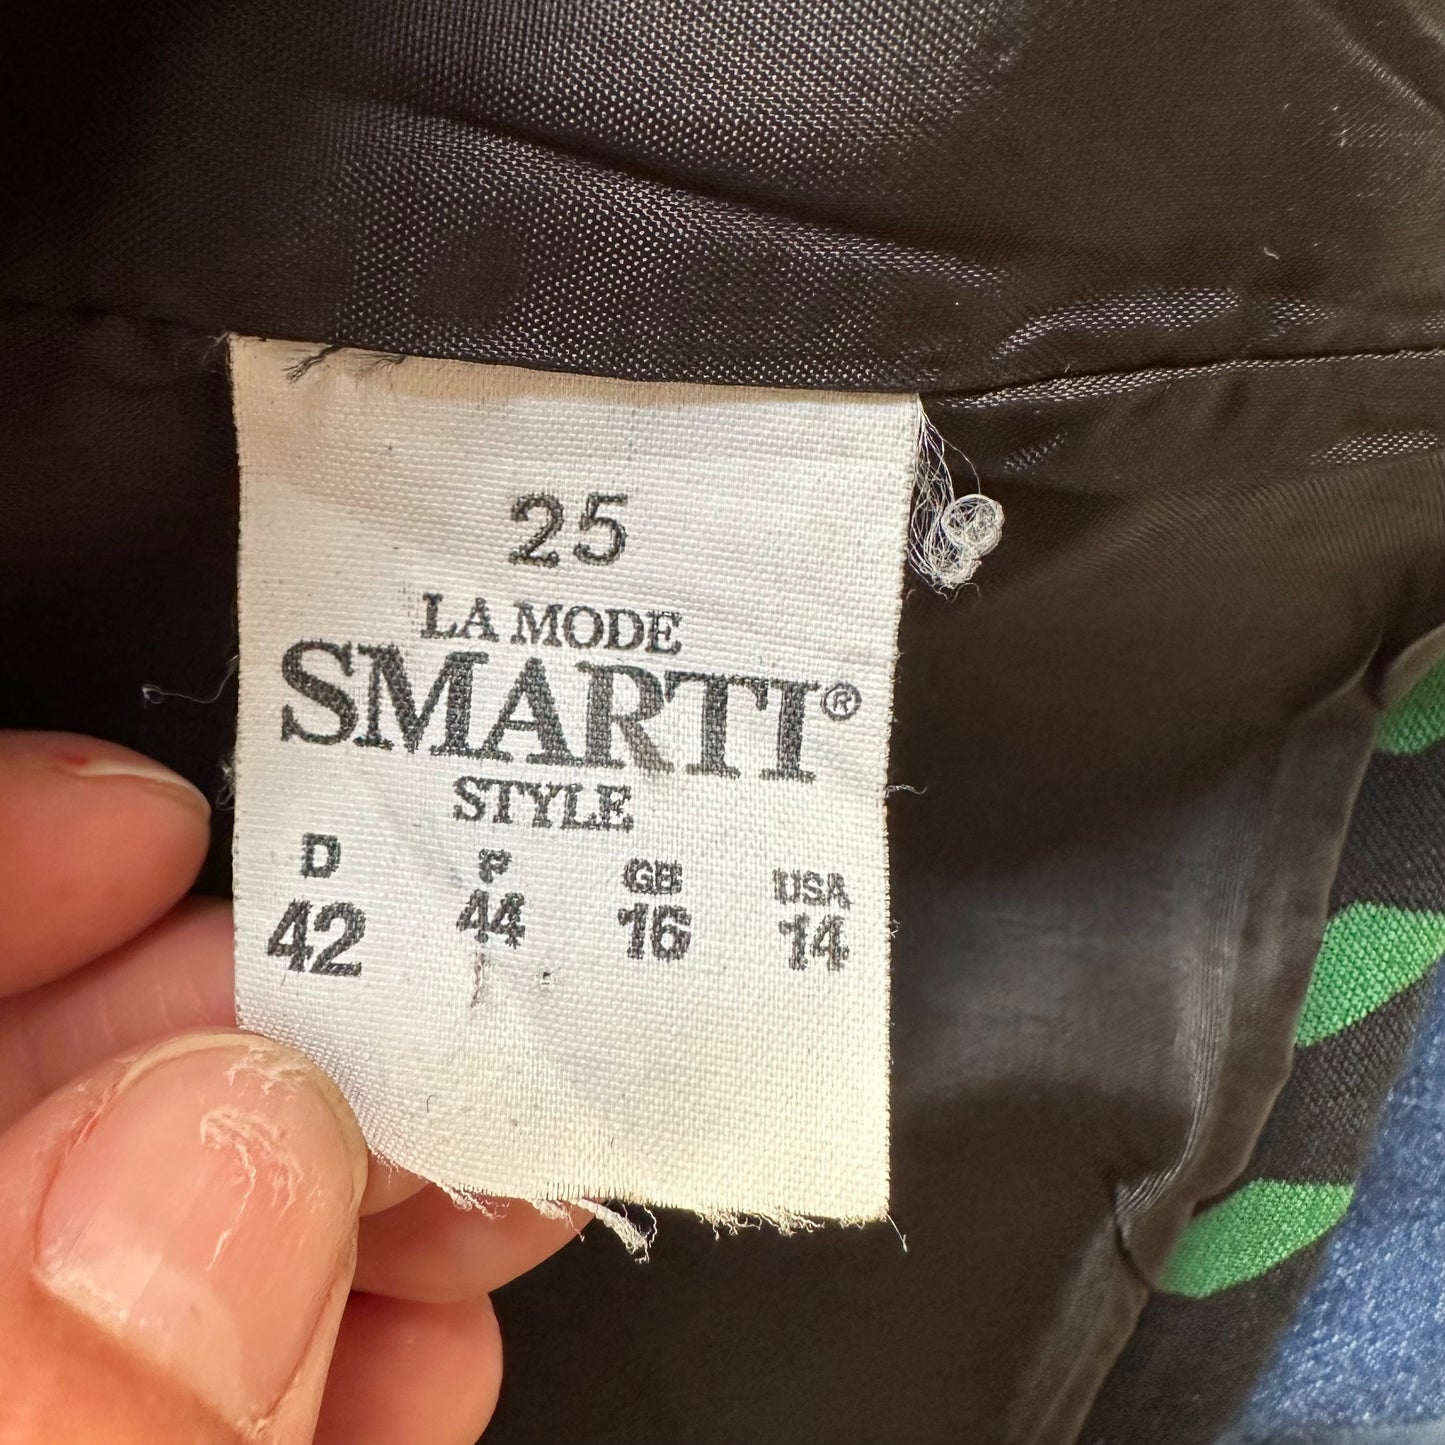 25
LA MODE
SMARTI®
STYLE
D F GB USA
42 44 16 14